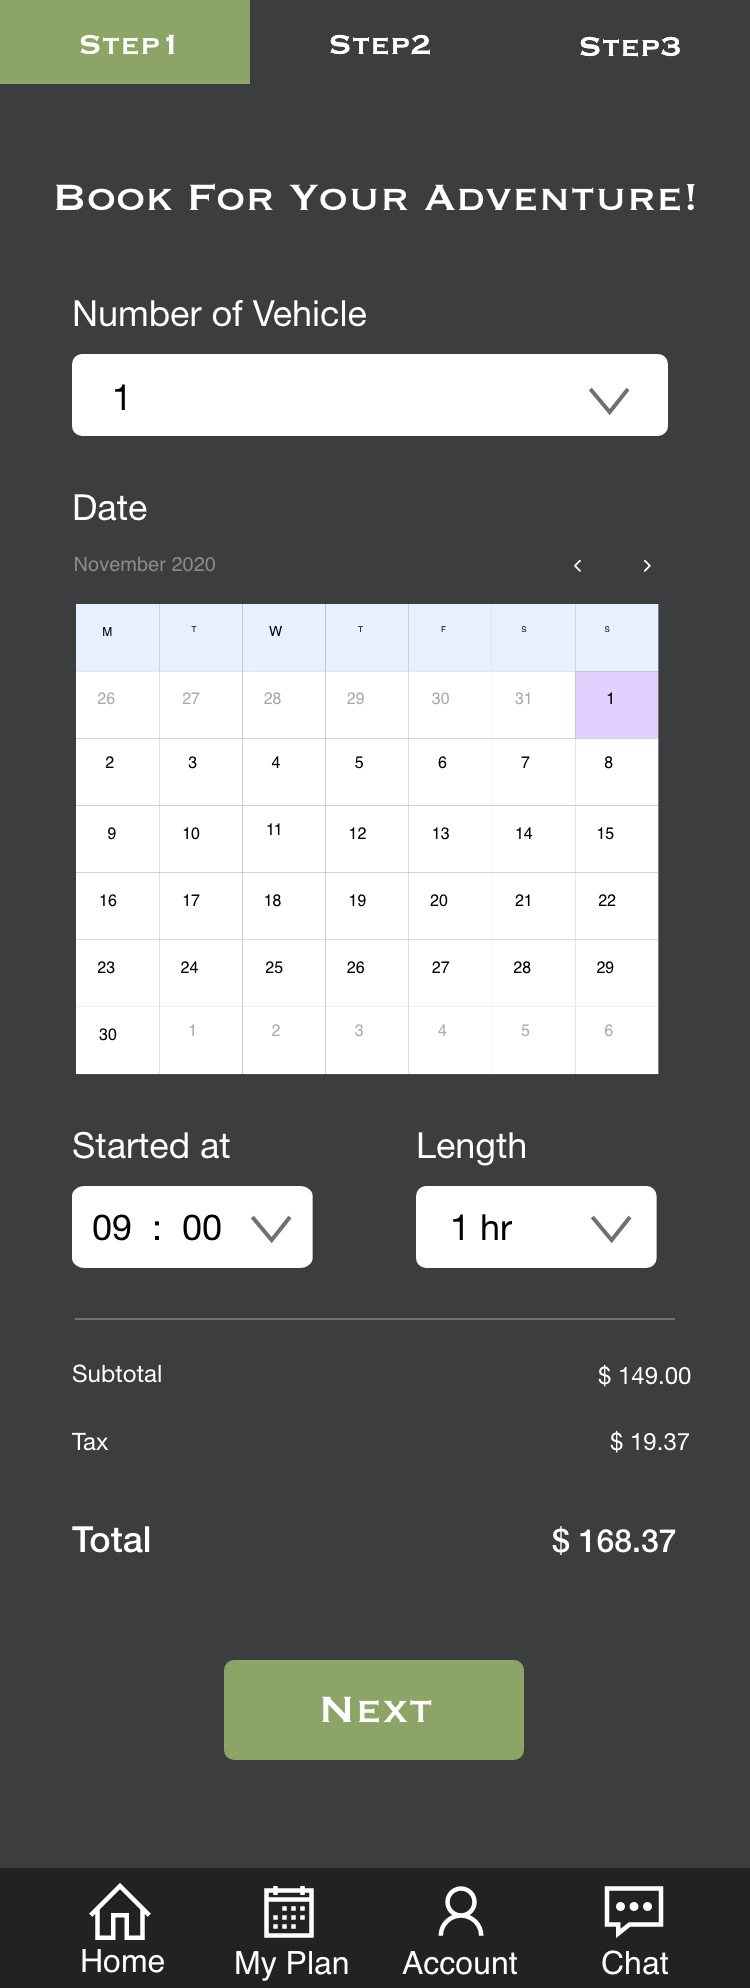 Step1 Step2 Step3
Book For Your Adventure!
Number of Vehicle
1
Date
November 2020 < >
M T W T F S S
26 27 28 29 30 31 1
2 3 4 5 6 7 8
9 10 11 12 13 14 15
16 17 18 19 20 21 22
23 24 25 26 27 28 29
30 1 2 3 4 5 6
Started at Length
09 : 00 1 hr
Subtotal $ 149.00
Tax $ 19.37
Total $ 168.37
Next
Home My Plan Account Chat